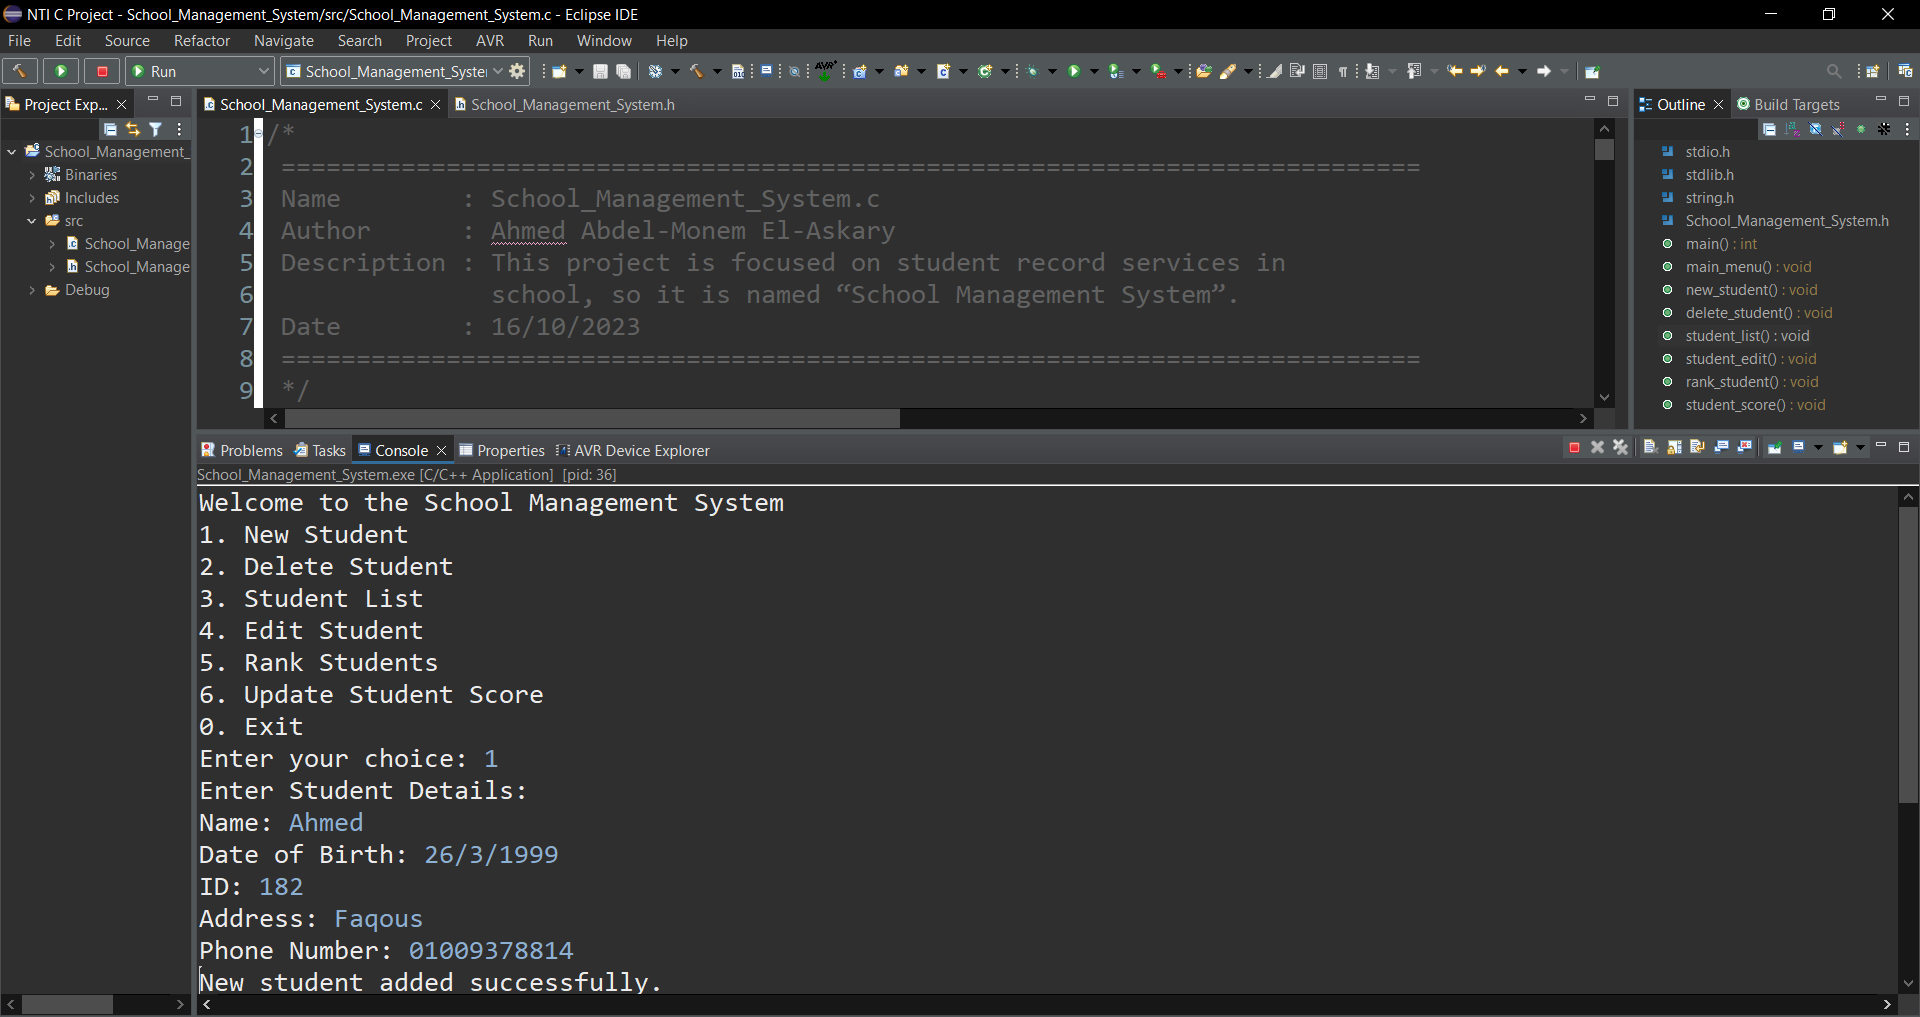 NTI C Project - School_Management_System/src/School_Management_System.c - Eclipse IDE
File Edit Source Refactor Navigate Search Project AVR Run Window Help
Run School_Management_Syste
Project Exp...
School_Management_
Binaries
Includes
src
School_Manage
School_Manage
Debug
School_Management_System.c School_Management_System.h
1 /*
2 ============================================================================
3 Name : School_Management_System.c
4 Author : Ahmed Abdel-Monem El-Askary
5 Description : This project is focused on student record services in
6 school, so it is named “School Management System”.
7 Date : 16/10/2023
8 ============================================================================
9 */
Outline Build Targets
stdio.h
stdlib.h
string.h
School_Management_System.h
main() : int
main_menu() : void
new_student() : void
delete_student() : void
student_list() : void
student_edit() : void
rank_student() : void
student_score() : void
Problems Tasks Console Properties AVR Device Explorer
School_Management_System.exe [C/C++ Application] [pid: 36]
Welcome to the School Management System
1. New Student
2. Delete Student
3. Student List
4. Edit Student
5. Rank Students
6. Update Student Score
0. Exit
Enter your choice: 1
Enter Student Details:
Name: Ahmed
Date of Birth: 26/3/1999
ID: 182
Address: Faqous
Phone Number: 01009378814
New student added successfully.